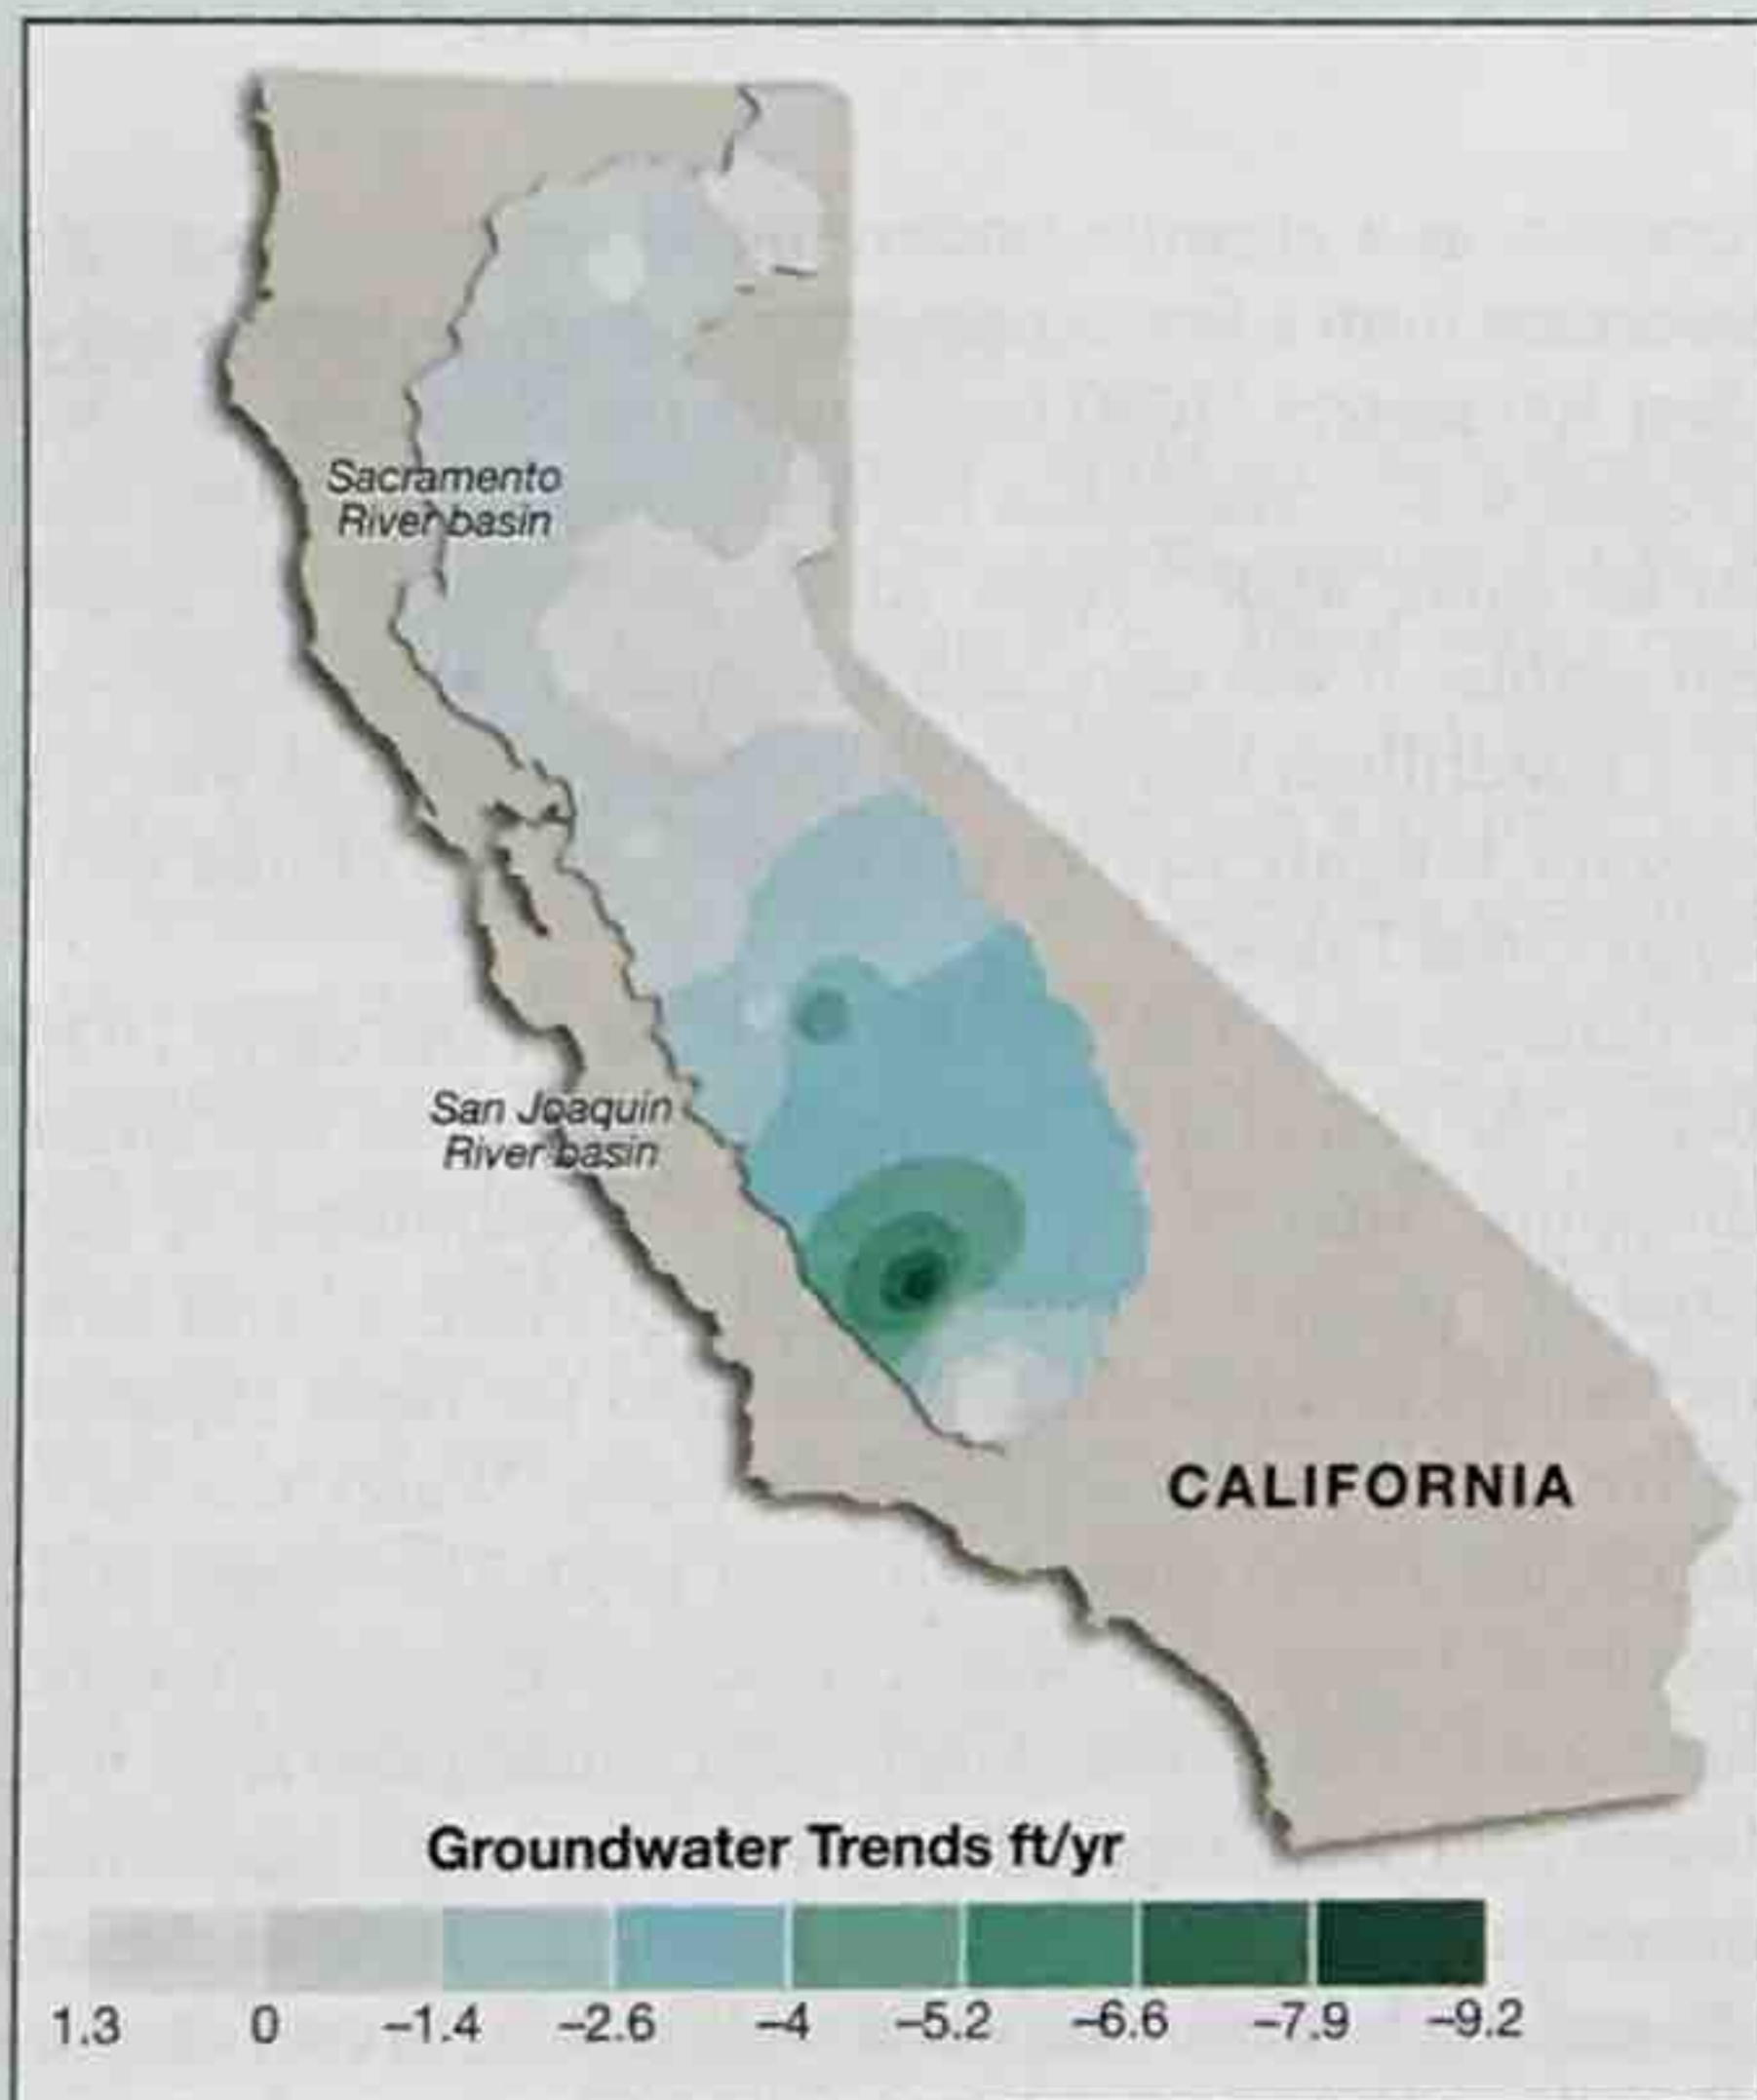 Sacramento
River basin
San Joaquin
River basin
CALIFORNIA
Groundwater Trends ft/yr
1.3 0 –1.4 –2.6 –4 –5.2 –6.6 –7.9 –9.2